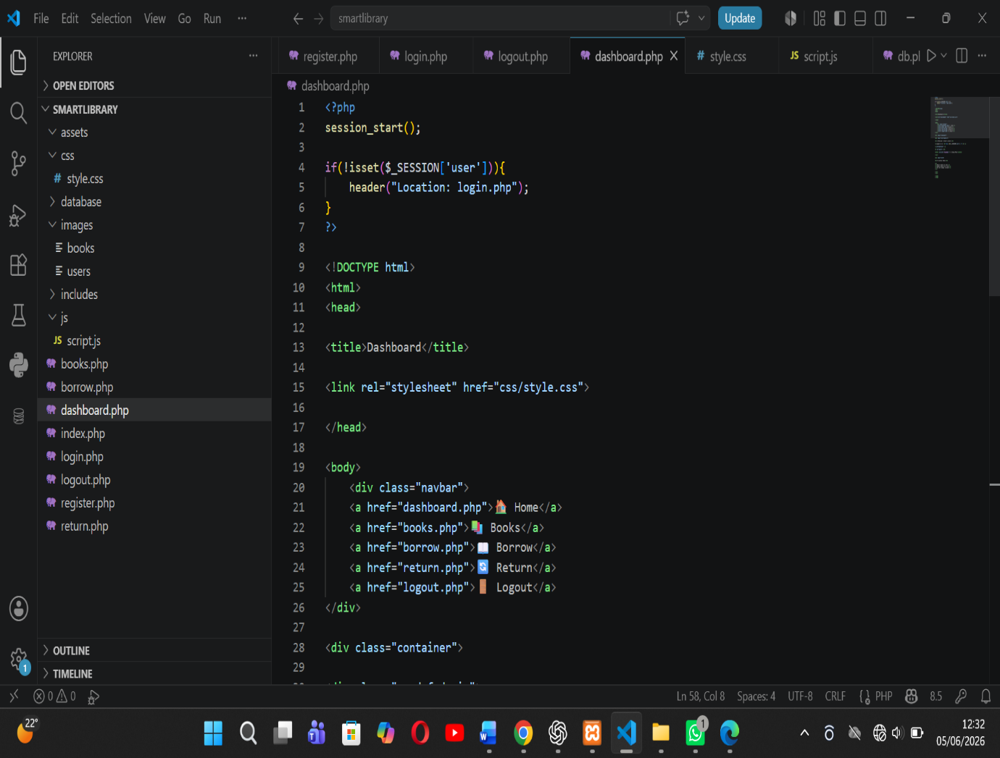 File Edit Selection View Go Run ··· smartlibrary Update
EXPLORER ···
OPEN EDITORS
SMARTLIBRARY
assets
css
# style.css
database
images
books
users
includes
js
JS script.js
books.php
borrow.php
dashboard.php
index.php
login.php
logout.php
register.php
return.php
OUTLINE
TIMELINE
1
register.php login.php logout.php dashboard.php # style.css JS script.js db.p
dashboard.php
1 <?php
2 session_start();
3
4 if(!isset($_SESSION['user'])){
5 header("Location: login.php");
6 }
7 ?>
8
9 <!DOCTYPE html>
10 <html>
11 <head>
12
13 <title>Dashboard</title>
14
15 <link rel="stylesheet" href="css/style.css">
16
17 </head>
18
19 <body>
20 <div class="navbar">
21 <a href="dashboard.php">🏠 Home</a>
22 <a href="books.php">📚 Books</a>
23 <a href="borrow.php">📖 Borrow</a>
24 <a href="return.php">🔄 Return</a>
25 <a href="logout.php">🚪 Logout</a>
26 </div>
27
28 <div class="container">
29
0 0 Ln 58, Col 8 Spaces: 4 UTF-8 CRLF PHP 8.5
22° 1 12:32
05/06/2026